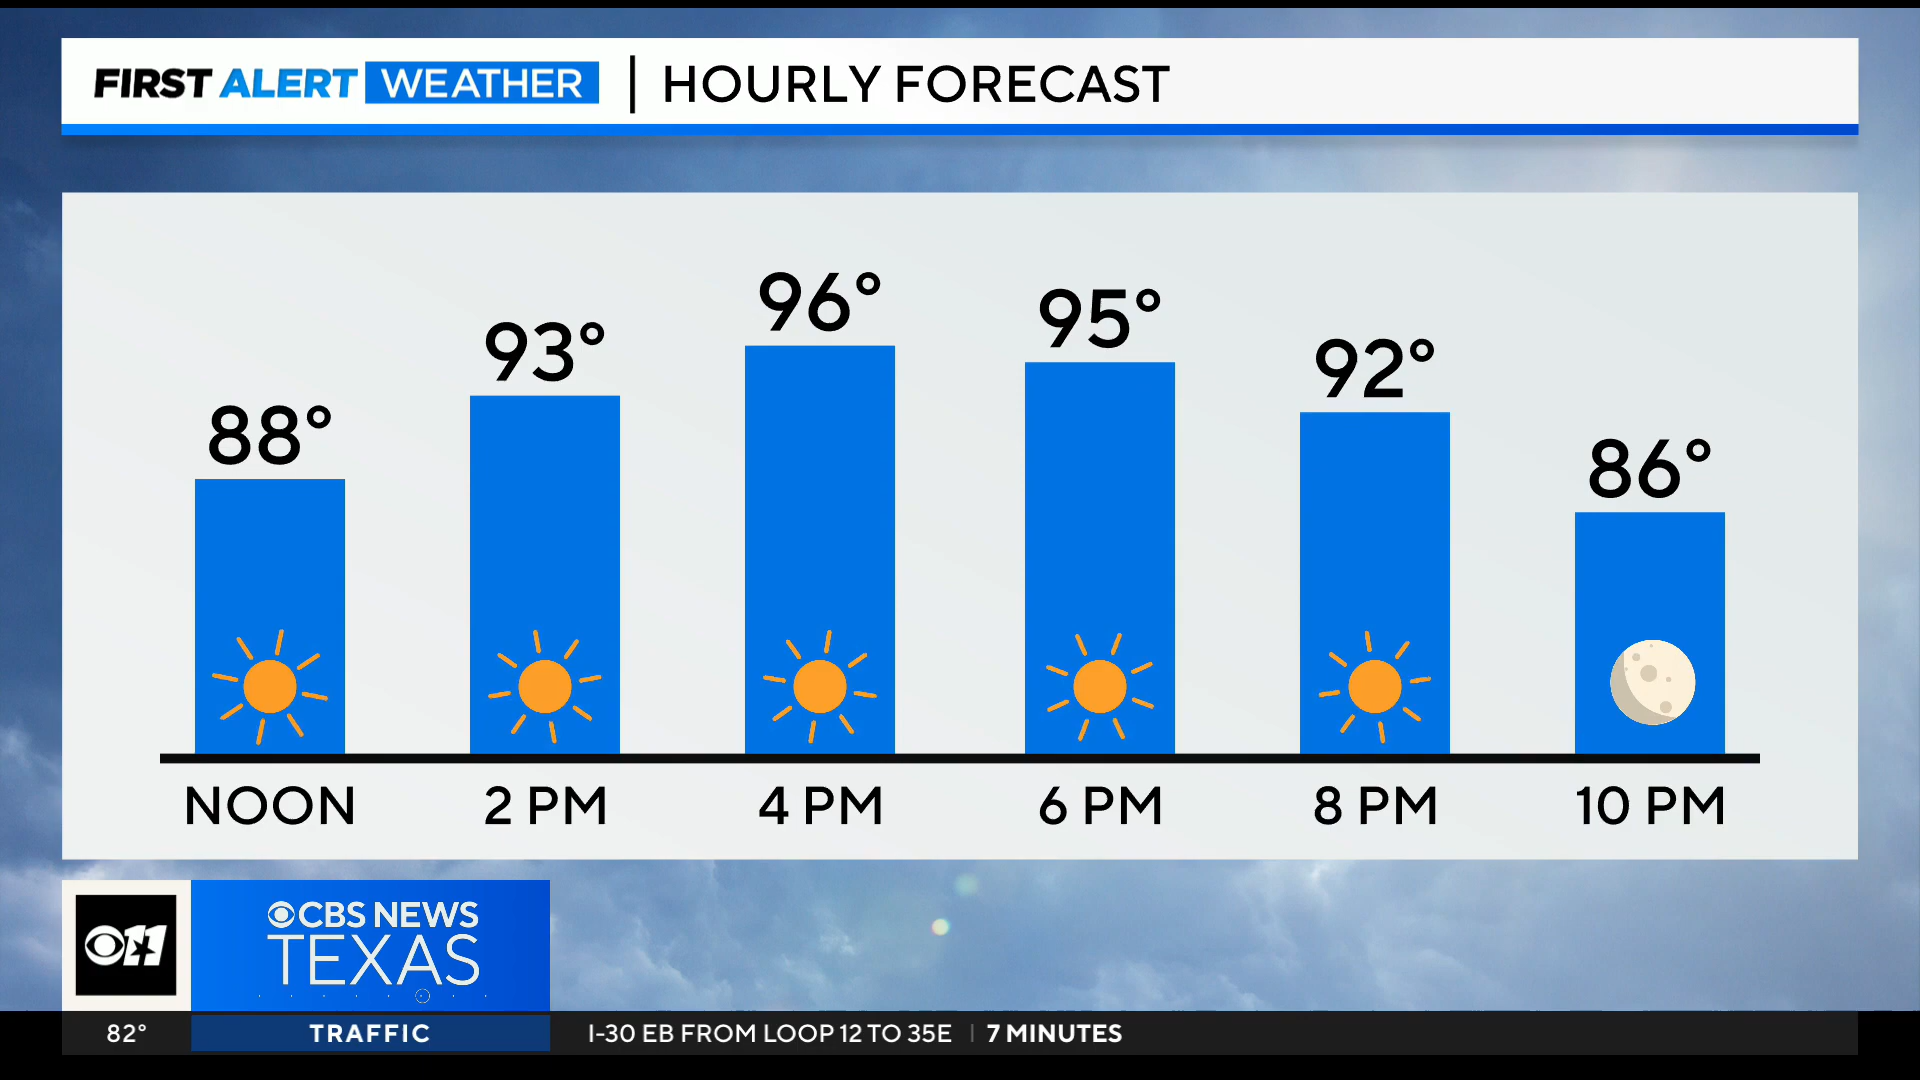 FIRST ALERT WEATHER | HOURLY FORECAST
88° 93° 96° 95° 92° 86°
NOON 2 PM 4 PM 6 PM 8 PM 10 PM
11 CBS NEWS
TEXAS
82° TRAFFIC I-30 EB FROM LOOP 12 TO 35E | 7 MINUTES